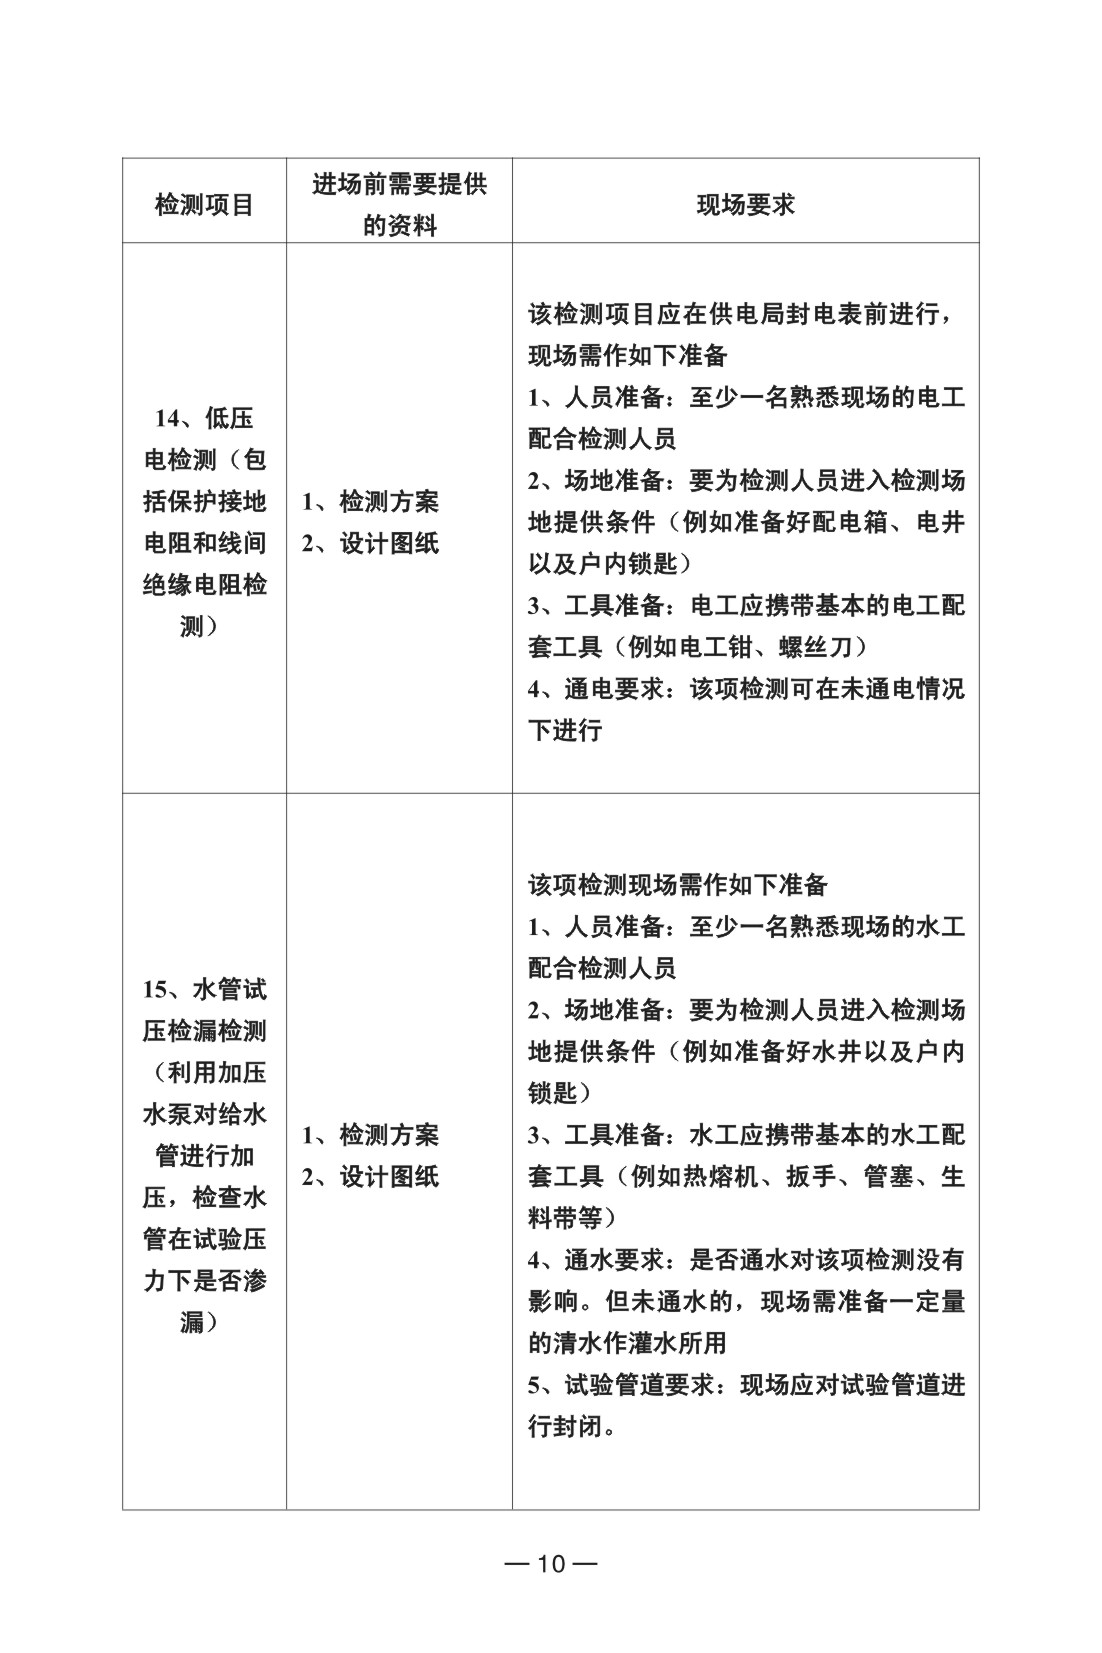 检测项目
进场前需要提供
的资料
现场要求
14、低压
电检测（包
括保护接地
电阻和线间
绝缘电阻检
测）
1、检测方案
2、设计图纸
该检测项目应在供电局封电表前进行，
现场需作如下准备
1、人员准备：至少一名熟悉现场的电工
配合检测人员
2、场地准备：要为检测人员进入检测场
地提供条件（例如准备好配电箱、电井
以及户内锁匙）
3、工具准备：电工应携带基本的电工配
套工具（例如电工钳、螺丝刀）
4、通电要求：该项检测可在未通电情况
下进行
15、水管试
压检漏检测
（利用加压
水泵对给水
管进行加
压，检查水
管在试验压
力下是否渗
漏）
1、检测方案
2、设计图纸
该项检测现场需作如下准备
1、人员准备：至少一名熟悉现场的水工
配合检测人员
2、场地准备：要为检测人员进入检测场
地提供条件（例如准备好水井以及户内
锁匙）
3、工具准备：水工应携带基本的水工配
套工具（例如热熔机、扳手、管塞、生
料带等）
4、通水要求：是否通水对该项检测没有
影响。但未通水的，现场需准备一定量
的清水作灌水所用
5、试验管道要求：现场应对试验管道进
行封闭。
— 10 —